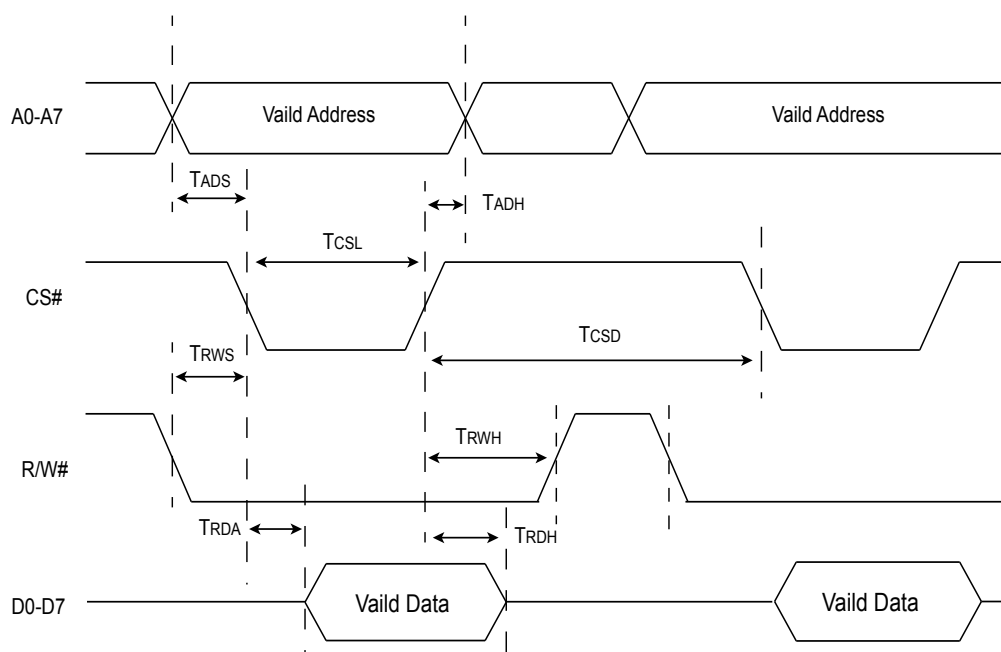 A0-A7
Vaild Address
Vaild Address
TADS
TADH
TCSL
CS#
TCSD
TRWS
TRWH
R/W#
TRDA
TRDH
D0-D7
Vaild Data
Vaild Data